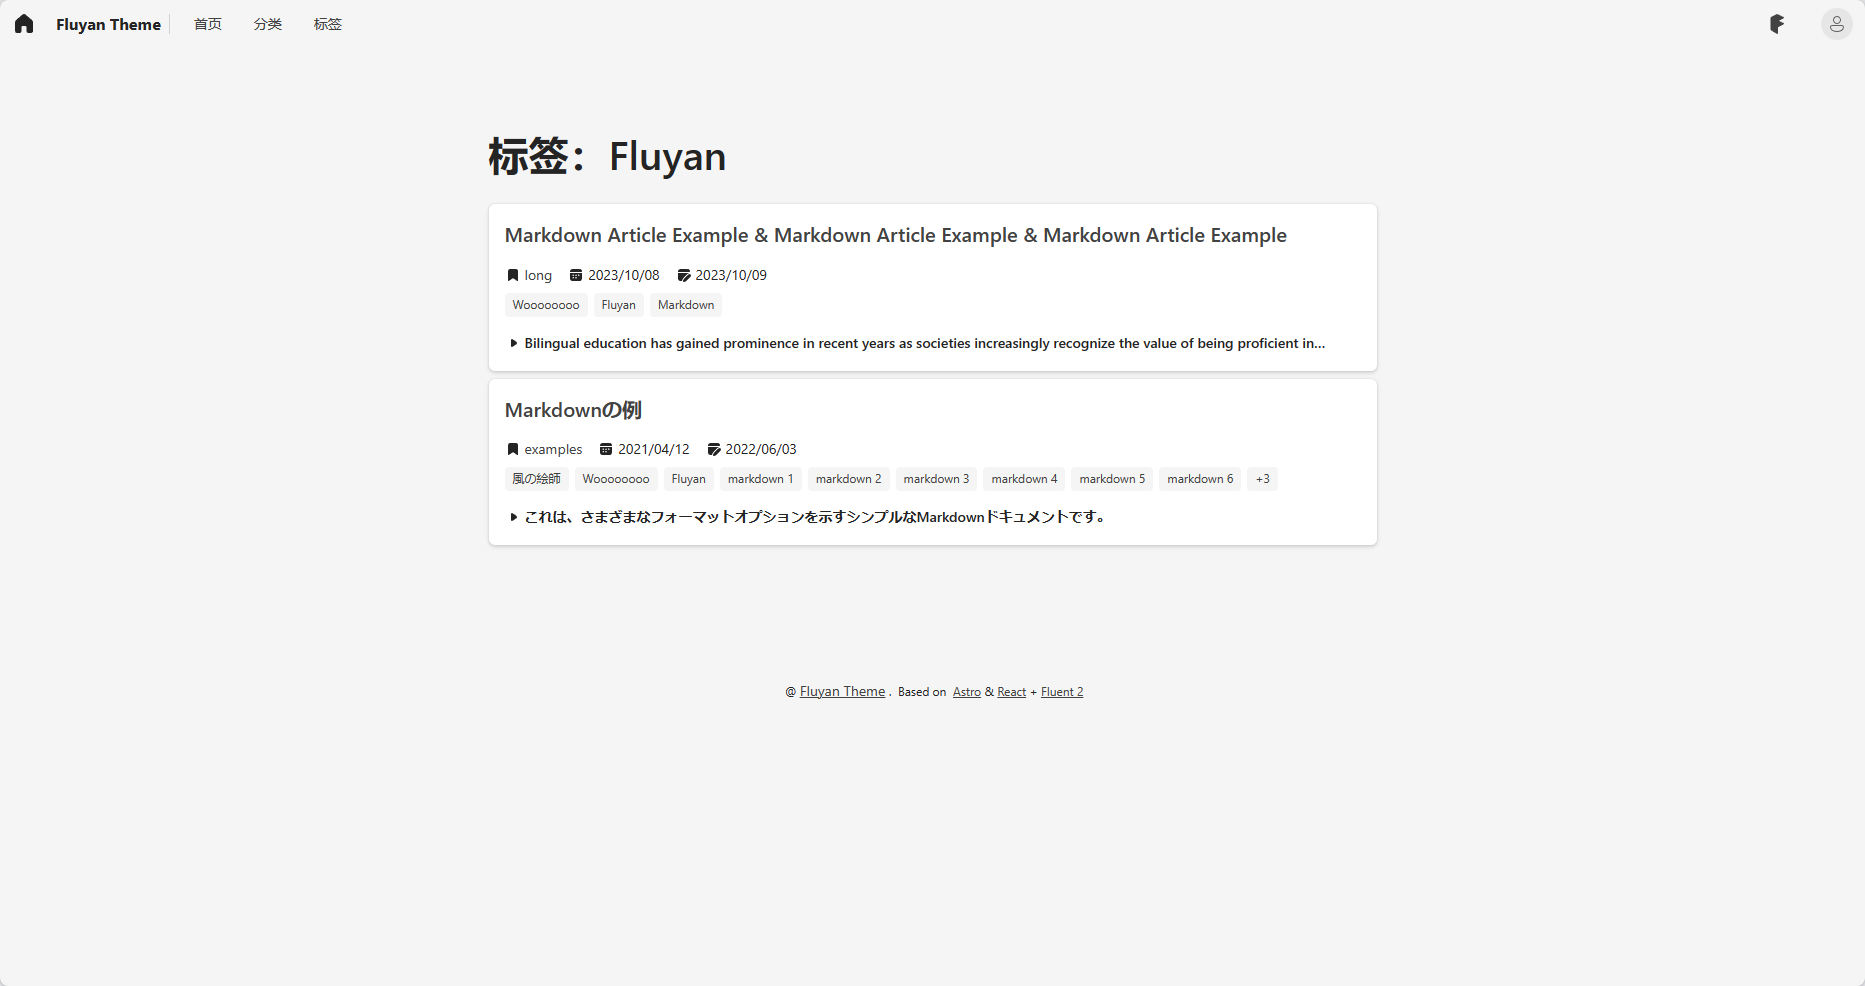 Fluyan Theme 首页 分类 标签
标签：Fluyan
Markdown Article Example & Markdown Article Example & Markdown Article Example
long 2023/10/08 2023/10/09
Woooooooo Fluyan Markdown
Bilingual education has gained prominence in recent years as societies increasingly recognize the value of being proficient in...
Markdownの例
examples 2021/04/12 2022/06/03
風の絵師 Woooooooo Fluyan markdown 1 markdown 2 markdown 3 markdown 4 markdown 5 markdown 6 +3
これは、さまざまなフォーマットオプションを示すシンプルなMarkdownドキュメントです。
@ Fluyan Theme . Based on Astro & React + Fluent 2